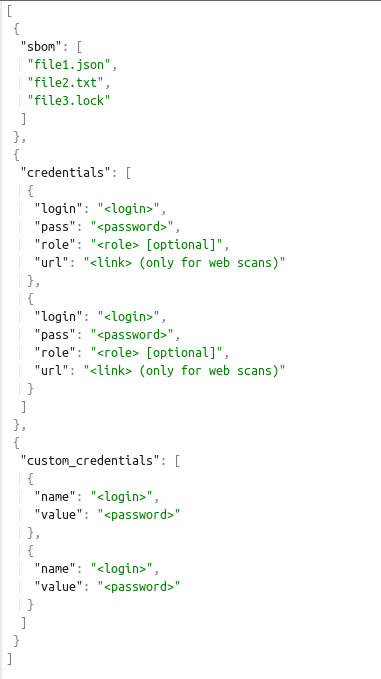 [
{
"sbom": [
"file1.json",
"file2.txt",
"file3.lock"
]
},
{
"credentials": [
{
"login": "<login>",
"pass": "<password>",
"role": "<role> [optional]",
"url": "<link> (only for web scans)"
},
{
"login": "<login>",
"pass": "<password>",
"role": "<role> [optional]",
"url": "<link> (only for web scans)"
}
]
},
{
"custom_credentials": [
{
"name": "<login>",
"value": "<password>"
},
{
"name": "<login>",
"value": "<password>"
}
]
}
]